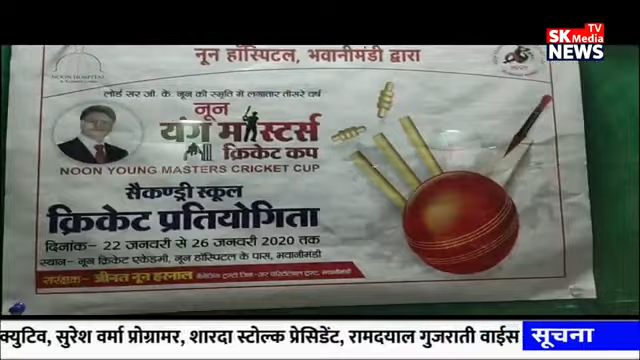 TV
SK Media
NEWS
नून हॉस्पिटल, भवानीमंडी द्वारा
NOON HOSPITAL
लोर्ड सर जी. के. नून की स्मृति में लगातार तीसरे वर्ष
नून
यंग मास्टर्स
क्रिकेट कप
NOON YOUNG MASTERS CRICKET CUP
सैकण्ड्री स्कूल
क्रिकेट प्रतियोगिता
दिनांक– 22 जनवरी से 26 जनवरी 2020 तक
स्थान– नून क्रिकेट एकेडमी, नून हॉस्पिटल के पास, भवानीमंडी
संरक्षक– जीनत नून हरनाल
क्युटिव, सुरेश वर्मा प्रोग्रामर, शारदा स्टोल्क प्रेसिडेंट, रामदयाल गुजराती वाईस
सूचना